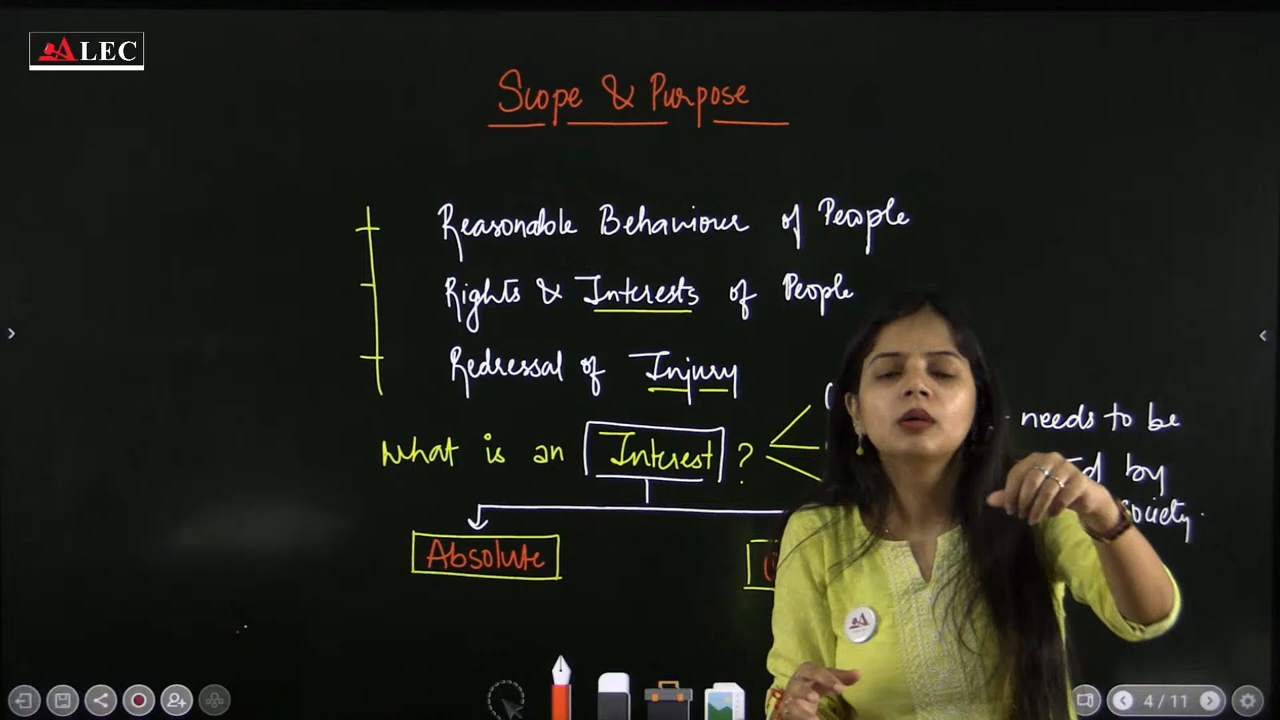 ALEC
Scope & Purpose
Reasonable Behaviour of People
Rights & Interests of People
Redressal of Injury
needs to be
What is an Interest ?
by
society.
Absolute
4/11